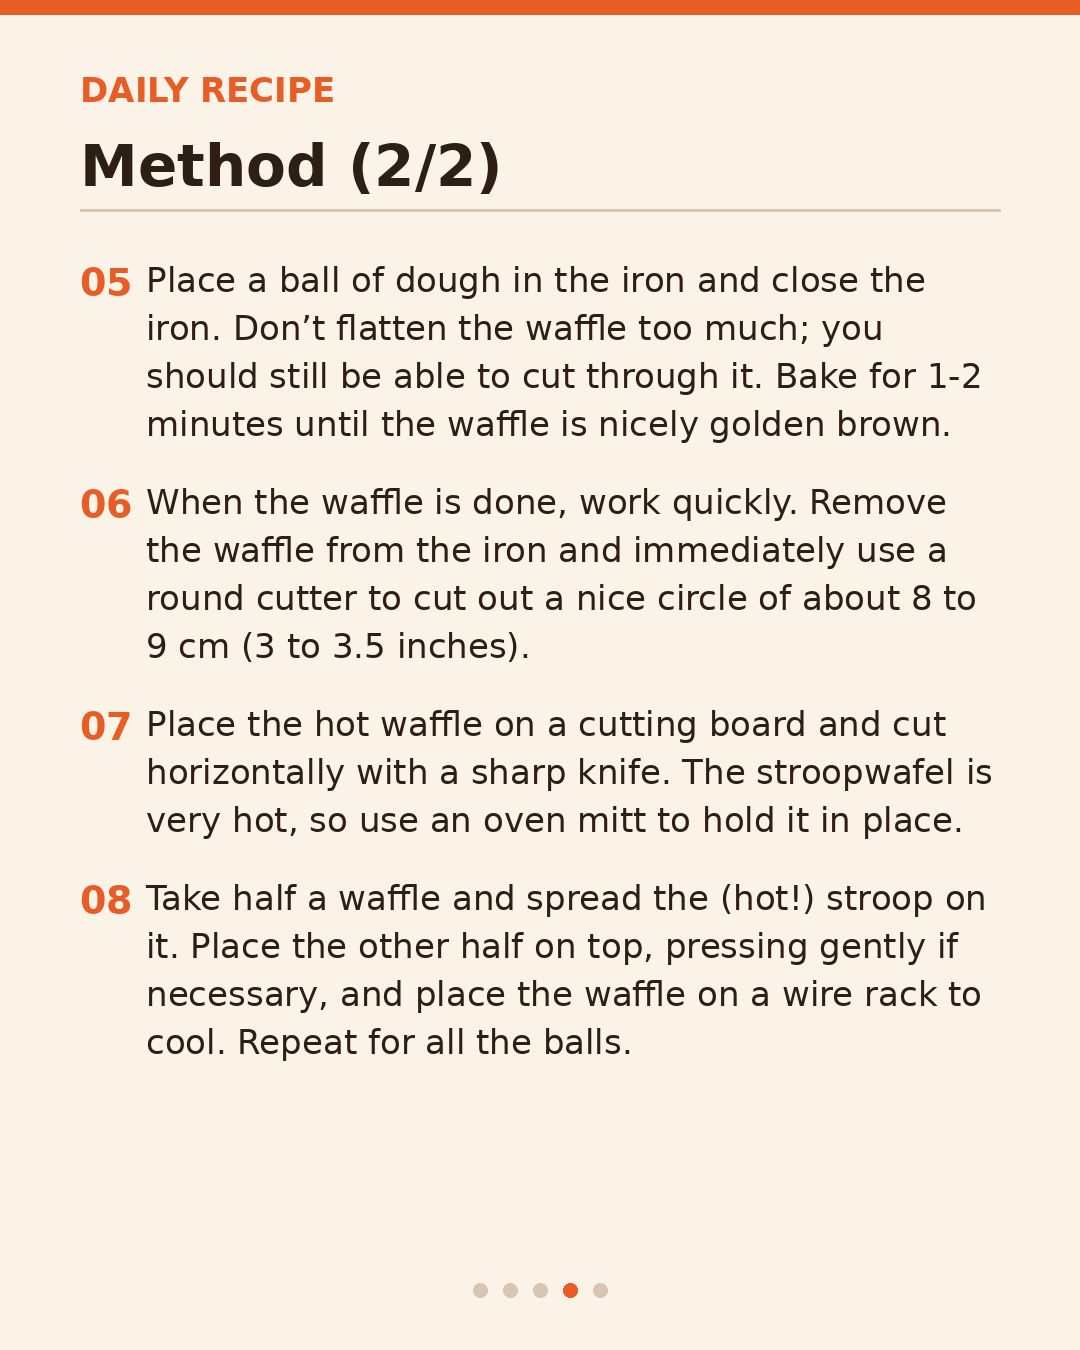 DAILY RECIPE
Method (2/2)
05 Place a ball of dough in the iron and close the
iron. Don’t flatten the waffle too much; you
should still be able to cut through it. Bake for 1-2
minutes until the waffle is nicely golden brown.
06 When the waffle is done, work quickly. Remove
the waffle from the iron and immediately use a
round cutter to cut out a nice circle of about 8 to
9 cm (3 to 3.5 inches).
07 Place the hot waffle on a cutting board and cut
horizontally with a sharp knife. The stroopwafel is
very hot, so use an oven mitt to hold it in place.
08 Take half a waffle and spread the (hot!) stroop on
it. Place the other half on top, pressing gently if
necessary, and place the waffle on a wire rack to
cool. Repeat for all the balls.